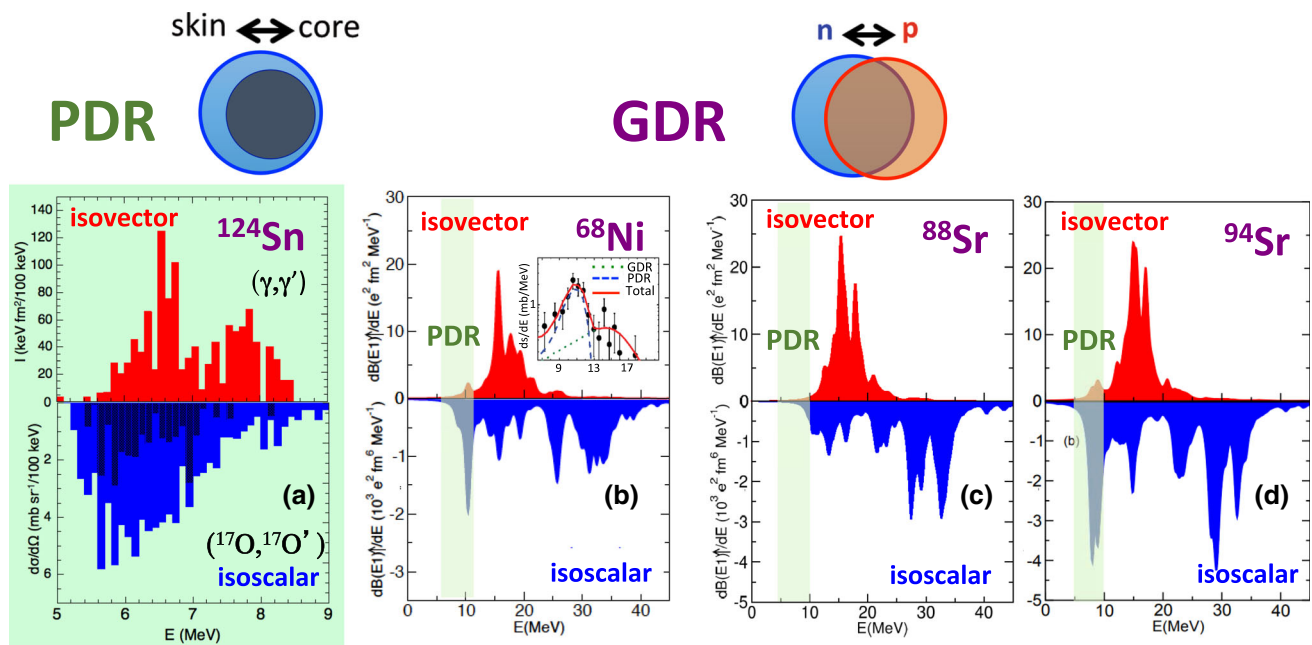 skin core
n p
PDR
GDR
isovector
124Sn
(γ,γ')
I (keV fm²/100 keV)
140
120
100
80
60
40
20
0
dσ/dΩ (mb sr⁻¹/100 keV)
2
4
6
(a)
(¹⁷O,¹⁷O')
isoscalar
5 6 7 8 9
E (MeV)
30
20
10
0
dB(E1)/dE (e² fm² MeV⁻¹)
isovector
⁶⁸Ni
PDR
ds/dE (mb/MeV)
1
GDR
PDR
Total
9 13 17
dB(E1)/dE (10³ e² fm⁶ MeV⁻¹)
-1
-2
-3
(b)
isoscalar
0 10 20 30 40
E(MeV)
30
20
10
0
dB(E1)/dE (e² fm² MeV⁻¹)
isovector
⁸⁸Sr
PDR
dB(E1)/dE (10³ e² fm⁶ MeV⁻¹)
-1
-2
-3
-4
-5
(c)
isoscalar
0 10 20 30 40
E(MeV)
30
20
10
0
isovector
⁹⁴Sr
PDR
-1
-2
-3
-4
-5
(b)
(d)
isoscalar
0 10 20 30 40
E(MeV)